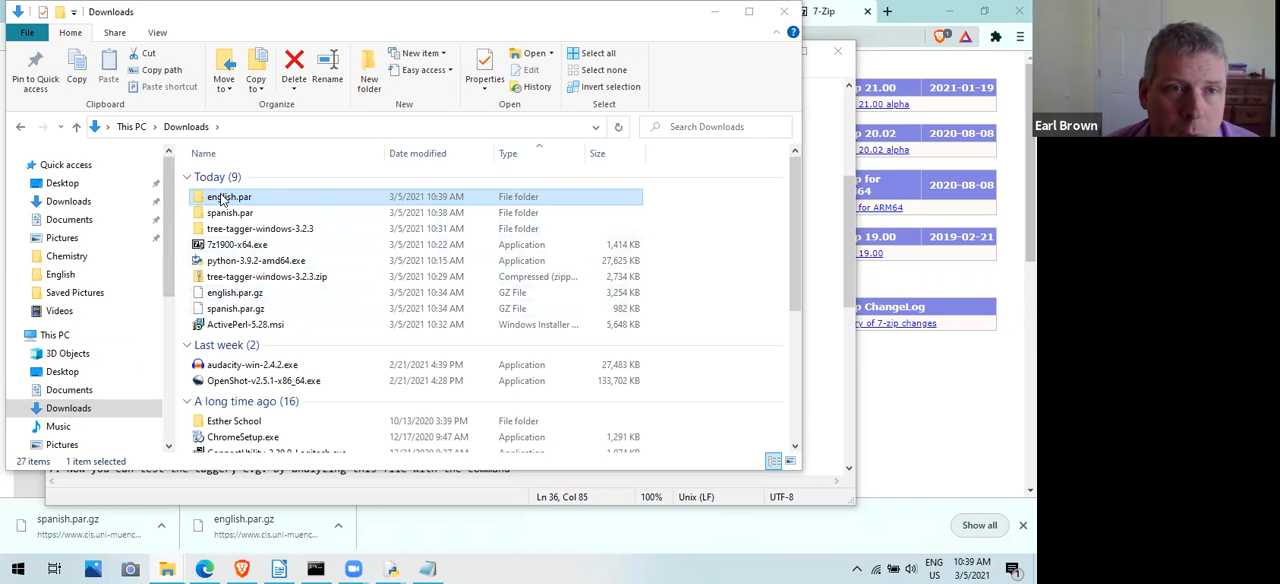 Downloads
7-Zip
File
Home
Share
View
Pin to Quick access
Copy
Paste
Cut
Copy path
Paste shortcut
Clipboard
Move to
Copy to
Delete
Rename
Organize
New folder
New item
Easy access
New
Properties
Open
Edit
History
Open
Select all
Select none
Invert selection
Select
This PC > Downloads >
Search Downloads
Name Date modified Type Size
Quick access
Desktop
Downloads
Documents
Pictures
Chemistry
English
Saved Pictures
Videos
This PC
3D Objects
Desktop
Documents
Downloads
Music
Pictures
Today (9)
english.par 3/5/2021 10:39 AM File folder
spanish.par 3/5/2021 10:38 AM File folder
tree-tagger-windows-3.2.3 3/5/2021 10:31 AM File folder
7z1900-x64.exe 3/5/2021 10:22 AM Application 1,414 KB
python-3.9.2-amd64.exe 3/5/2021 10:15 AM Application 27,625 KB
tree-tagger-windows-3.2.3.zip 3/5/2021 10:29 AM Compressed (zipp... 2,734 KB
english.par.gz 3/5/2021 10:34 AM GZ File 3,254 KB
spanish.par.gz 3/5/2021 10:34 AM GZ File 982 KB
ActivePerl-5.28.msi 3/5/2021 10:32 AM Windows Installer ... 5,648 KB
Last week (2)
audacity-win-2.4.2.exe 2/21/2021 4:39 PM Application 27,483 KB
OpenShot-v2.5.1-x86_64.exe 2/21/2021 4:28 PM Application 133,702 KB
A long time ago (16)
Esther School 10/13/2020 3:39 PM File folder
ChromeSetup.exe 12/17/2020 9:47 AM Application 1,291 KB
27 items 1 item selected
p 21.00 2021-01-19
21.00 alpha
p 20.02 2020-08-08
20.02 alpha
p for
M64 2020-08-08
for ARM64
p 19.00 2019-02-21
19.00
p ChangeLog
ry of 7-zip changes
Earl Brown
Ln 36, Col 85 100% Unix (LF) UTF-8
spanish.par.gz
https://www.cis.uni-muenc...
english.par.gz
https://www.cis.uni-muenc...
Show all
ENG
US
10:39 AM
3/5/2021